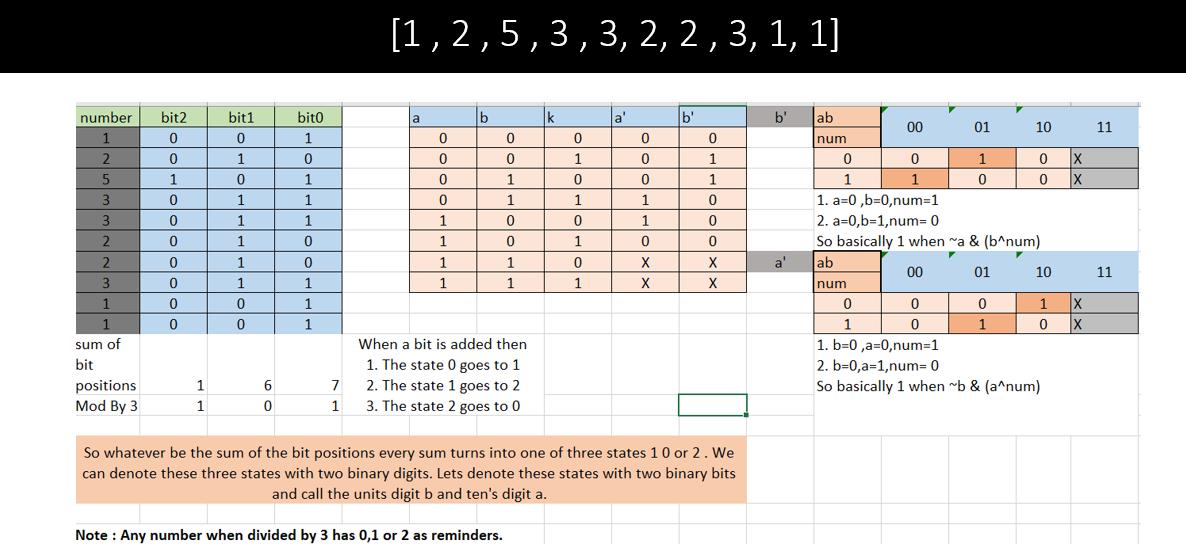 [1 , 2 , 5 , 3 , 3, 2, 2 , 3, 1, 1]
number bit2 bit1 bit0 a b k a' b' b' ab 00 01 10 11
num
1 0 0 1 0 0 0 0 0
2 0 1 0 0 0 1 0 1 0 0 1 0 X
5 1 0 1 0 1 0 0 1 1 1 0 0 X
3 0 1 1 0 1 1 1 0 1. a=0 ,b=0,num=1
3 0 1 1 1 0 0 1 0 2. a=0,b=1,num= 0
2 0 1 0 1 0 1 0 0 So basically 1 when ~a & (b^num)
2 0 1 0 1 1 0 X X a' ab 00 01 10 11
3 0 1 1 1 1 1 X X num
1 0 0 1 0 0 0 1 X
1 0 0 1 1 0 1 0 X
sum of
bit
positions 1 6 7
Mod By 3 1 0 1
When a bit is added then
1. The state 0 goes to 1
2. The state 1 goes to 2
3. The state 2 goes to 0
1. b=0 ,a=0,num=1
2. b=0,a=1,num= 0
So basically 1 when ~b & (a^num)
So whatever be the sum of the bit positions every sum turns into one of three states 1 0 or 2 . We
can denote these three states with two binary digits. Lets denote these states with two binary bits
and call the units digit b and ten's digit a.
Note : Any number when divided by 3 has 0,1 or 2 as reminders.